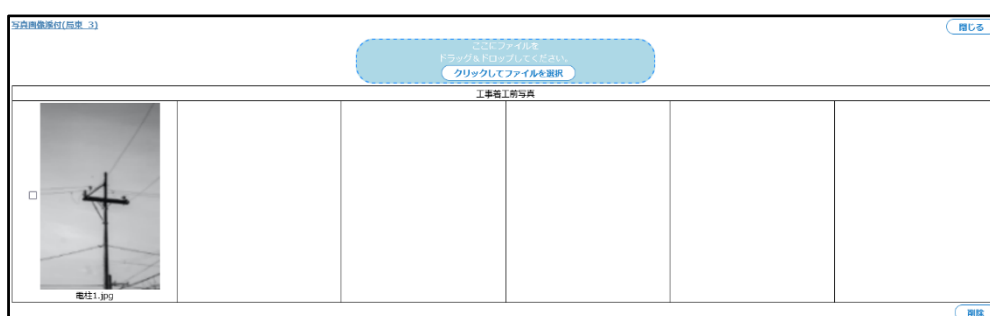 写真画像添付(局束 3)
閉じる
ここにファイルを
ドラッグ&ドロップしてください。
クリックしてファイルを選択
工事着工前写真
電柱1.jpg
削除